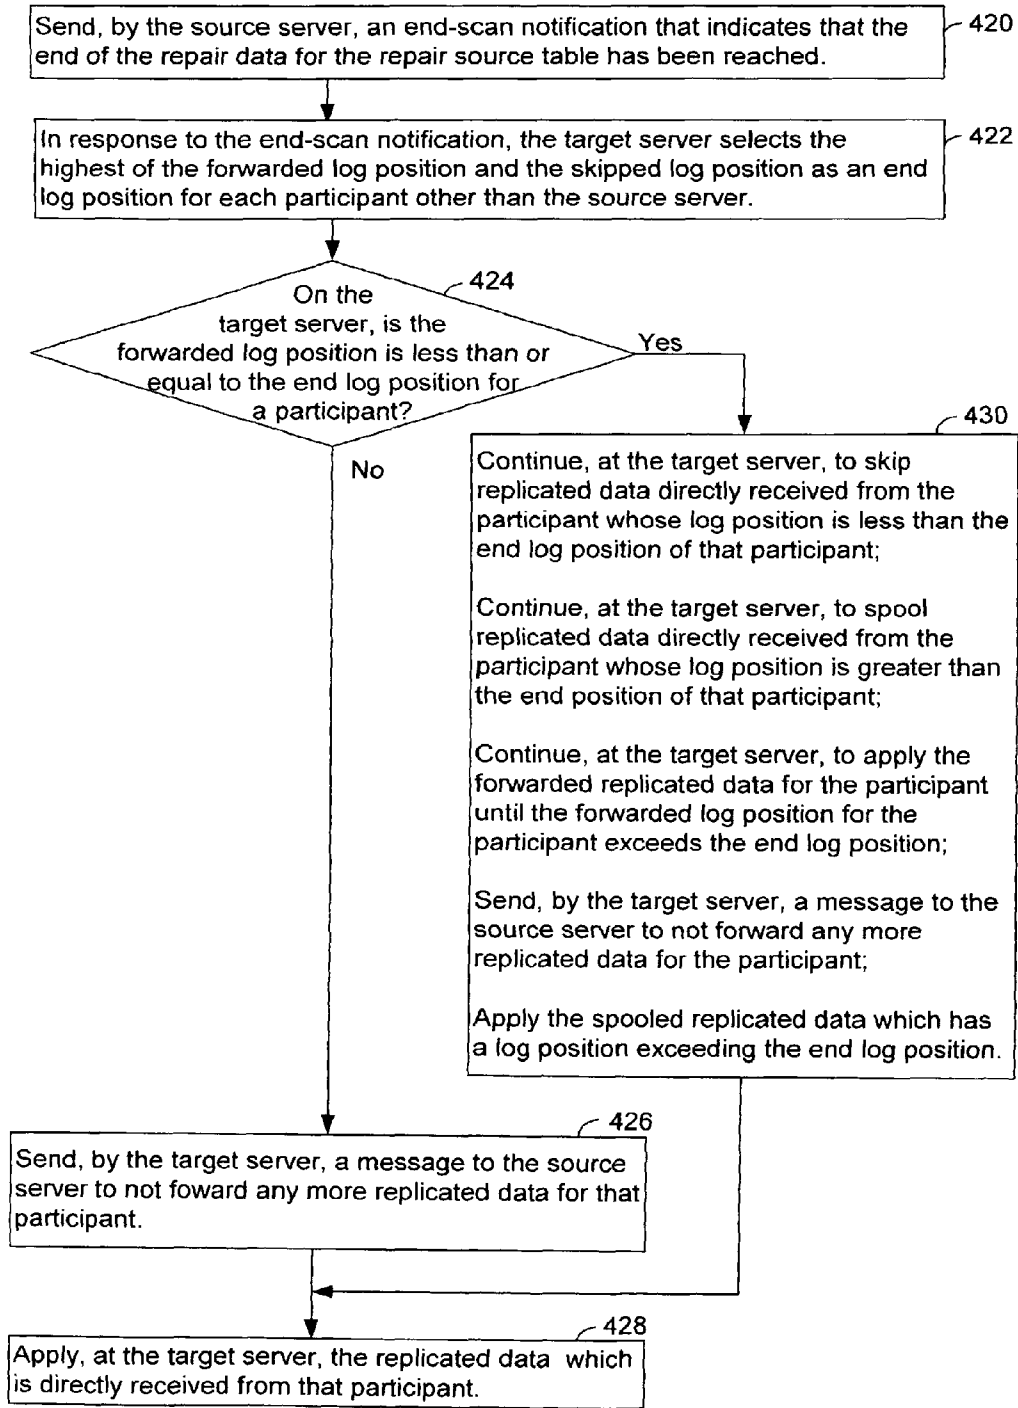 Send, by the source server, an end-scan notification that indicates that the
end of the repair data for the repair source table has been reached.
420
In response to the end-scan notification, the target server selects the
highest of the forwarded log position and the skipped log position as an end
log position for each participant other than the source server.
422
424
On the
target server, is the
forwarded log position is less than or
equal to the end log position for
a participant?
Yes
No
430
Continue, at the target server, to skip
replicated data directly received from the
participant whose log position is less than the
end log position of that participant;
Continue, at the target server, to spool
replicated data directly received from the
participant whose log position is greater than
the end position of that participant;
Continue, at the target server, to apply the
forwarded replicated data for the participant
until the forwarded log position for the
participant exceeds the end log position;
Send, by the target server, a message to the
source server to not forward any more
replicated data for the participant;
Apply the spooled replicated data which has
a log position exceeding the end log position.
426
Send, by the target server, a message to the source
server to not foward any more replicated data for that
participant.
428
Apply, at the target server, the replicated data which
is directly received from that participant.